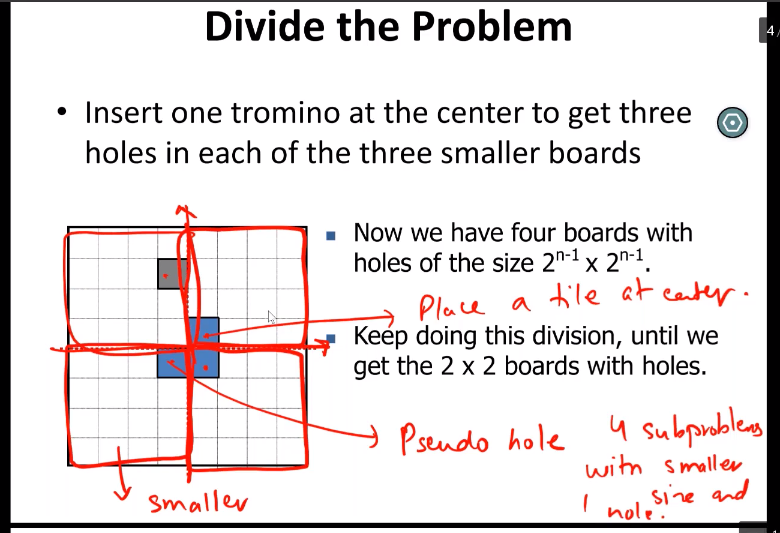 Divide the Problem
4/
• Insert one tromino at the center to get three
holes in each of the three smaller boards
▪ Now we have four boards with
holes of the size 2^n-1 x 2^n-1.
Place a tile at center.
▪ Keep doing this division, until we
get the 2 x 2 boards with holes.
Pseudo hole
4 subproblems
with smaller
size and
1 hole.
smaller